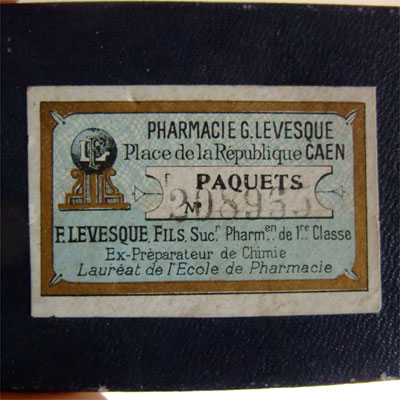 PHARMACIE G. LEVESQUE
Place de la République CAEN
PAQUETS
No
F. LEVESQUE, FILS, Sucr Pharmen de 1re Classe
Ex-Préparateur de Chimie
Lauréat de l'Ecole de Pharmacie